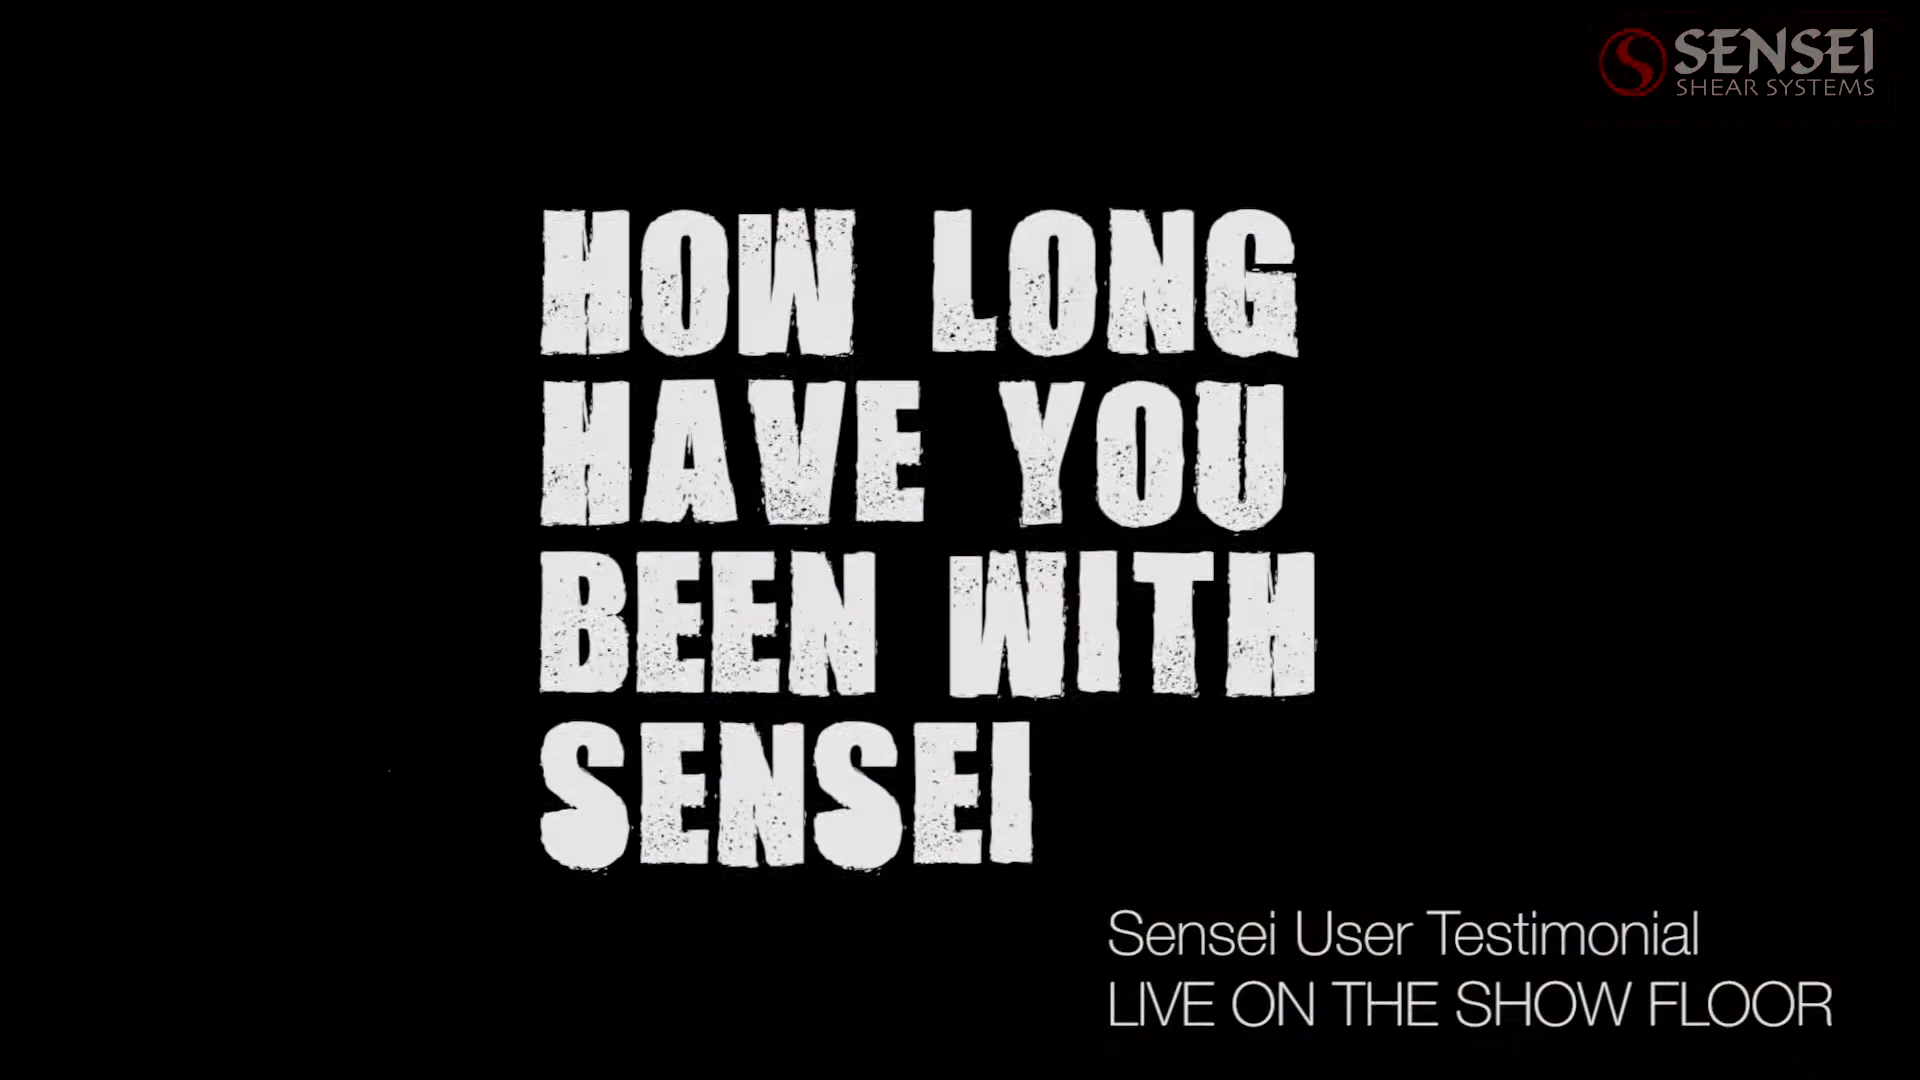 SENSEI
SHEAR SYSTEMS
HOW LONG
HAVE YOU
BEEN WITH
SENSEI
Sensei User Testimonial
LIVE ON THE SHOW FLOOR